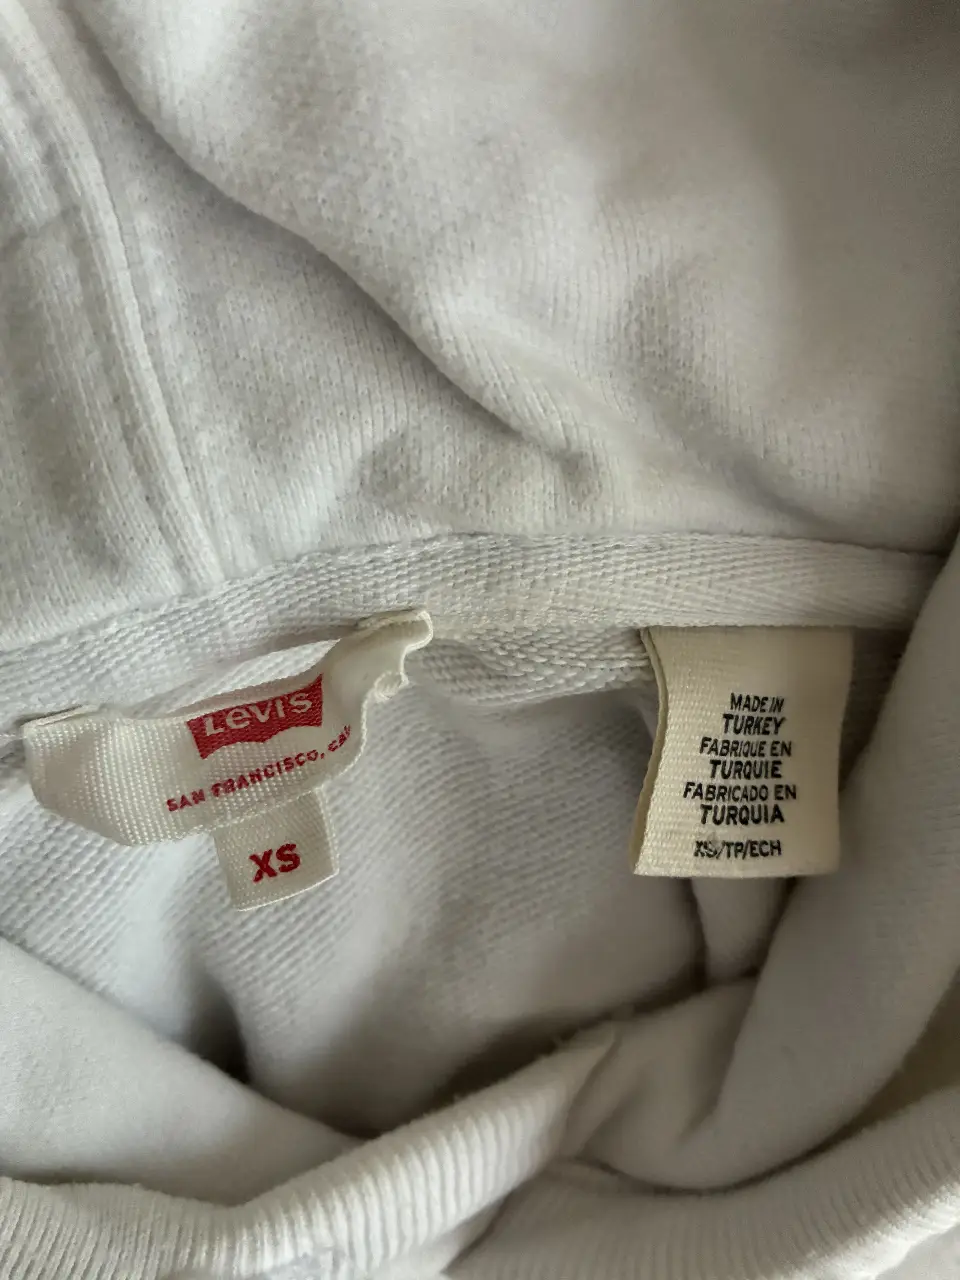 Levi's
SAN FRANCISCO, CAL
XS
MADE IN
TURKEY
FABRIQUE EN
TURQUIE
FABRICADO EN
TURQUIA
XS/TP/ECH